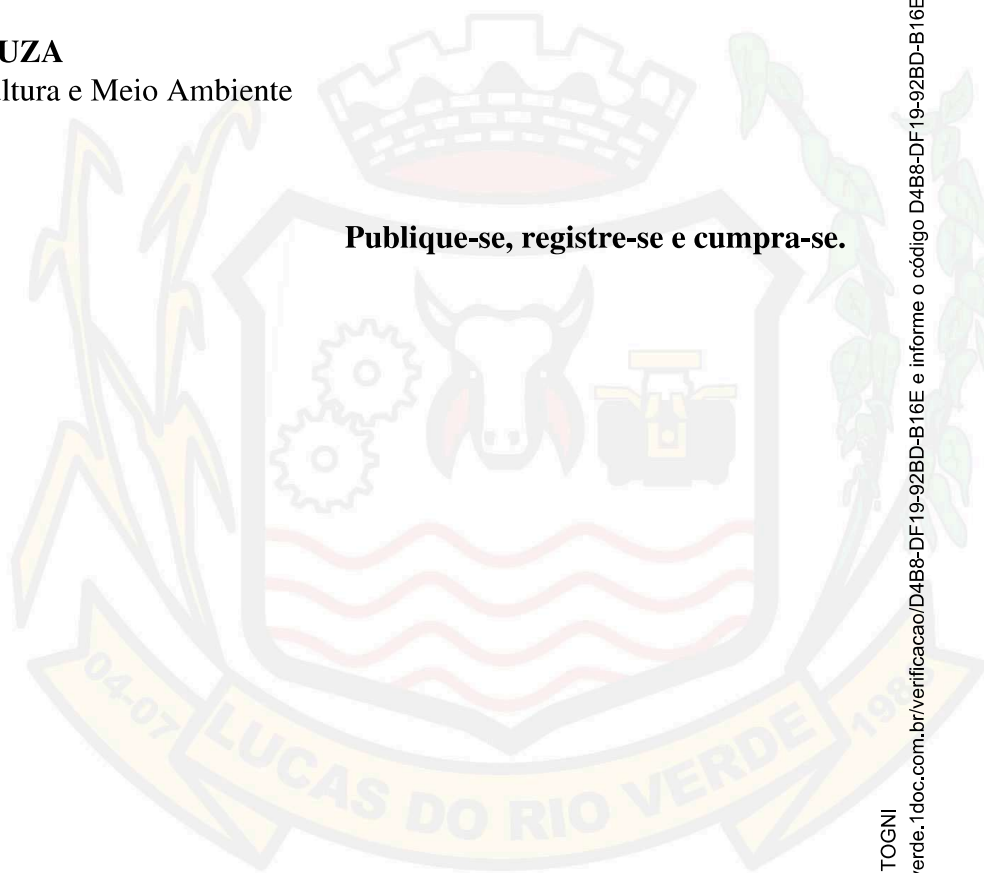 UZA
ltura e Meio Ambiente
Publique-se, registre-se e cumpra-se.
04-07
LUCAS DO RIO VERDE
1988
TOGNI
erde.1doc.com.br/verificacao/D4B8-DF19-92BD-B16E e informe o código D4B8-DF19-92BD-B16E